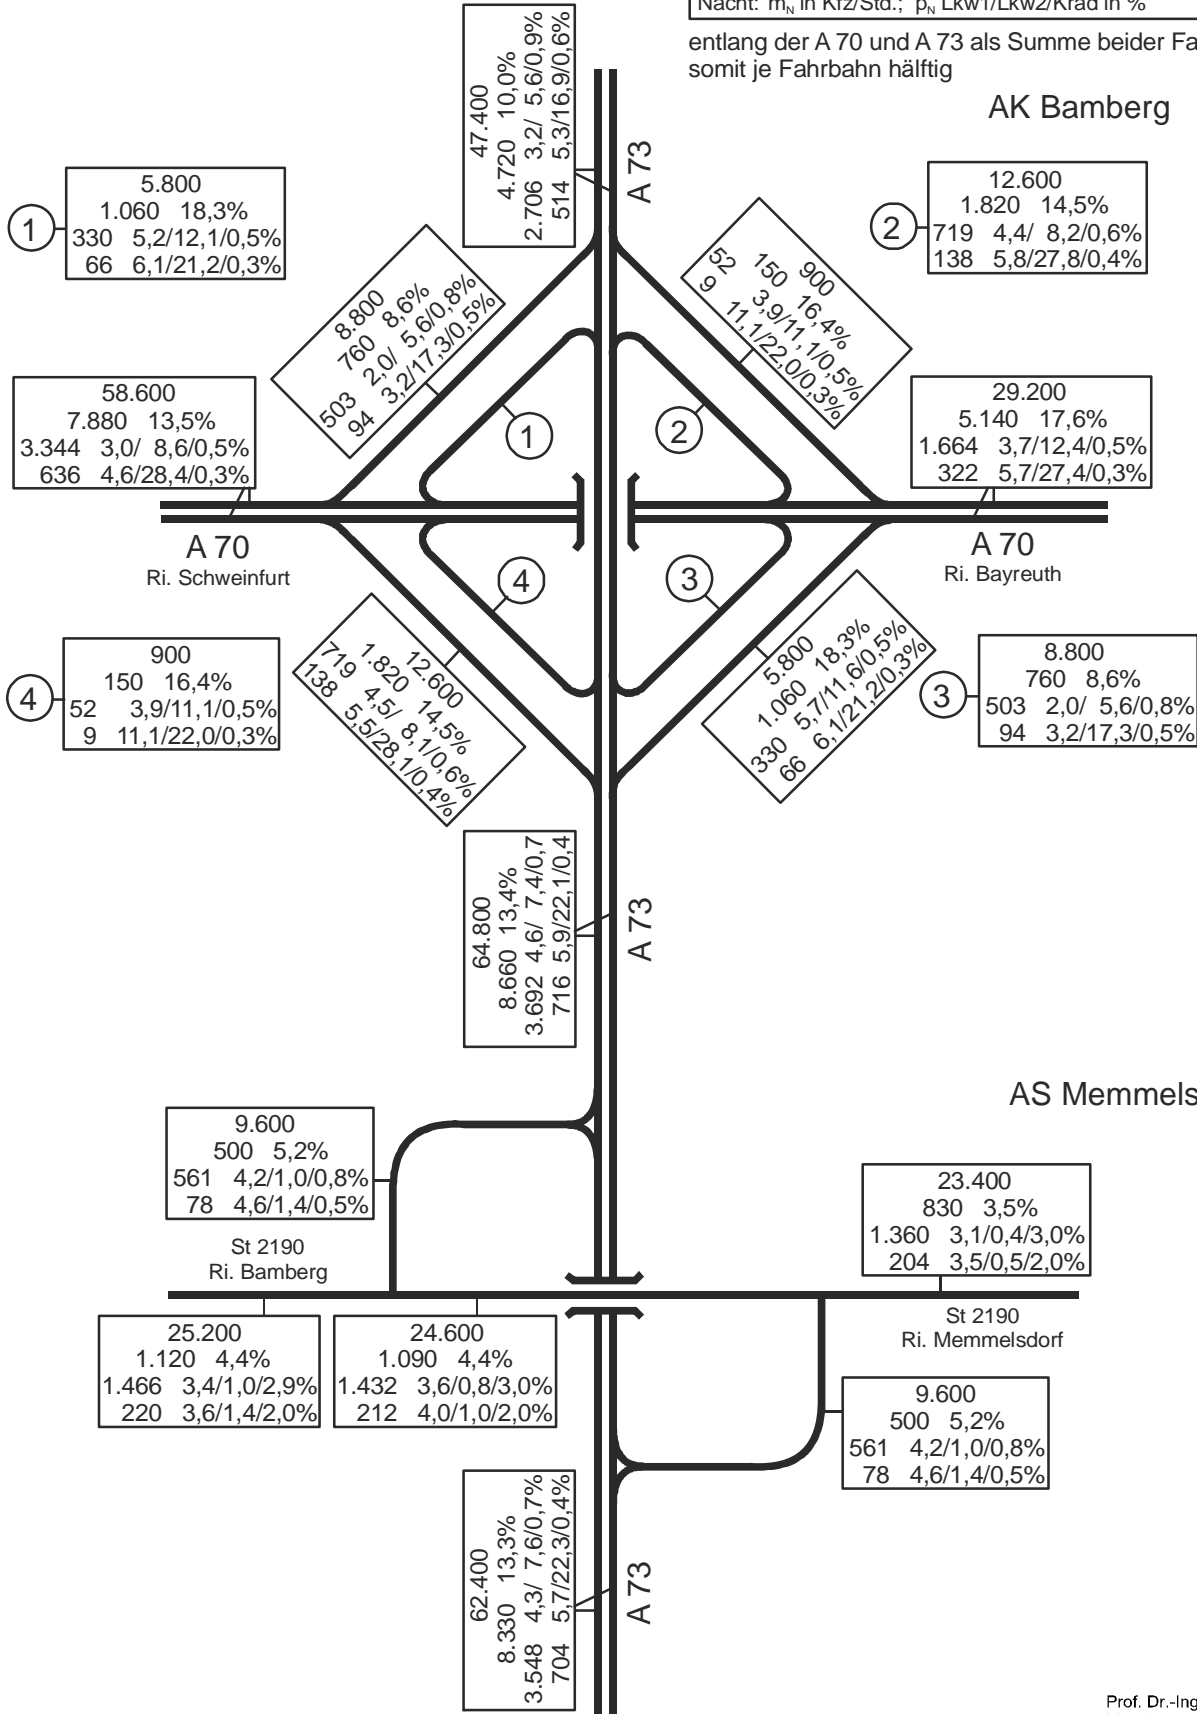 Nacht: mN in Kfz/Std.; pN Lkw1/Lkw2/Krad in %
entlang der A 70 und A 73 als Summe beider Fa
somit je Fahrbahn hälftig
AK Bamberg
47.400
4.720 10,0%
2.706 3,2/ 5,6/0,9%
514 5,3/16,9/0,6%
A 73
1
5.800
1.060 18,3%
330 5,2/12,1/0,5%
66 6,1/21,2/0,3%
2
12.600
1.820 14,5%
719 4,4/ 8,2/0,6%
138 5,8/27,8/0,4%
8.800
760 8,6%
503 2,0/ 5,6/0,8%
94 3,2/17,3/0,5%
900
150 16,4%
52 3,9/11,1/0,5%
9 11,1/22,0/0,3%
58.600
7.880 13,5%
3.344 3,0/ 8,6/0,5%
636 4,6/28,4/0,3%
1
2
29.200
5.140 17,6%
1.664 3,7/12,4/0,5%
322 5,7/27,4/0,3%
A 70
Ri. Schweinfurt
A 70
Ri. Bayreuth
4
3
4
900
150 16,4%
52 3,9/11,1/0,5%
9 11,1/22,0/0,3%
12.600
1.820 14,5%
719 4,5/ 8,1/0,6%
138 5,5/28,1/0,4%
5.800
1.060 18,3%
330 5,7/11,6/0,5%
66 6,1/21,2/0,3%
3
8.800
760 8,6%
503 2,0/ 5,6/0,8%
94 3,2/17,3/0,5%
64.800
8.660 13,4%
3.692 4,6/ 7,4/0,7
716 5,9/22,1/0,4
A 73
AS Memmels
9.600
500 5,2%
561 4,2/1,0/0,8%
78 4,6/1,4/0,5%
23.400
830 3,5%
1.360 3,1/0,4/3,0%
204 3,5/0,5/2,0%
St 2190
Ri. Bamberg
St 2190
Ri. Memmelsdorf
25.200
1.120 4,4%
1.466 3,4/1,0/2,9%
220 3,6/1,4/2,0%
24.600
1.090 4,4%
1.432 3,6/0,8/3,0%
212 4,0/1,0/2,0%
9.600
500 5,2%
561 4,2/1,0/0,8%
78 4,6/1,4/0,5%
62.400
8.330 13,3%
3.548 4,3/ 7,6/0,7%
704 5,7/22,3/0,4%
A 73
Prof. Dr.-Ing